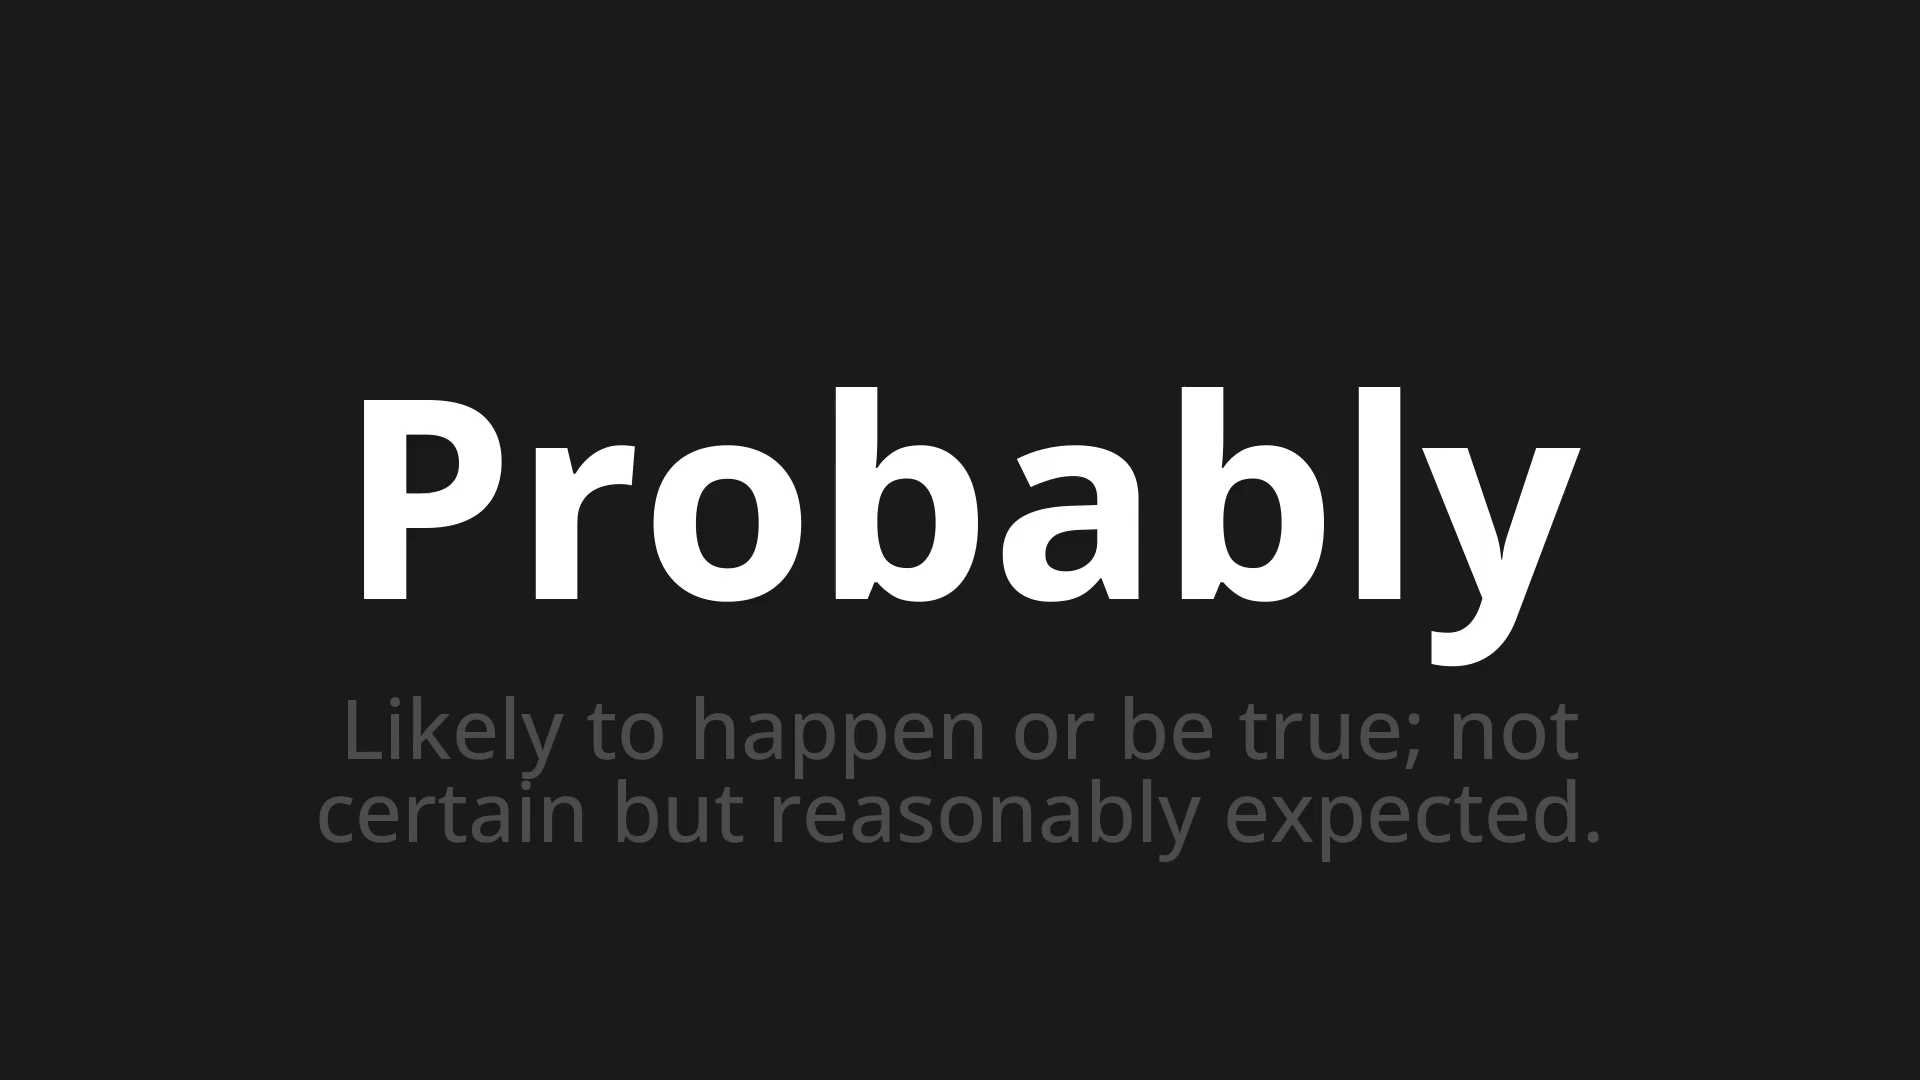 Probably
Likely to happen or be true; not
certain but reasonably expected.